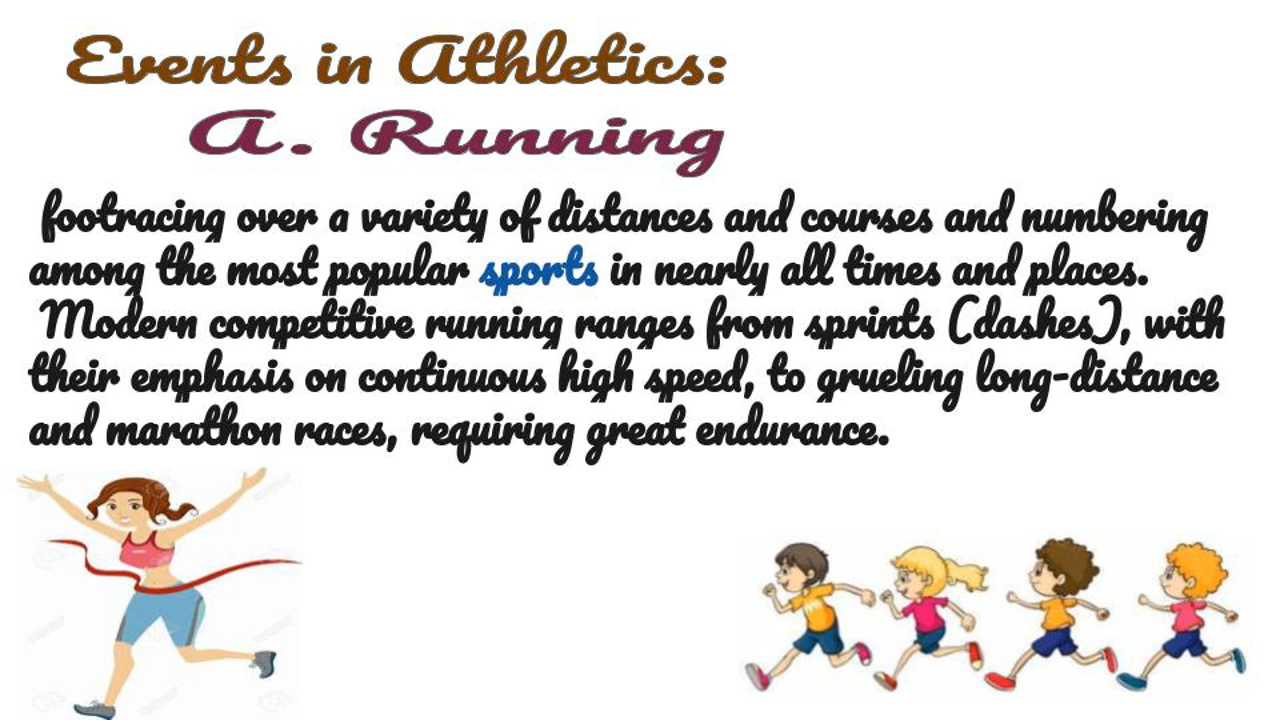 Events in Athletics:
A. Running
footracing over a variety of distances and courses and numbering
among the most popular sports in nearly all times and places.
Modern competitive running ranges from sprints (dashes), with
their emphasis on continuous high speed, to grueling long-distance
and marathon races, requiring great endurance.